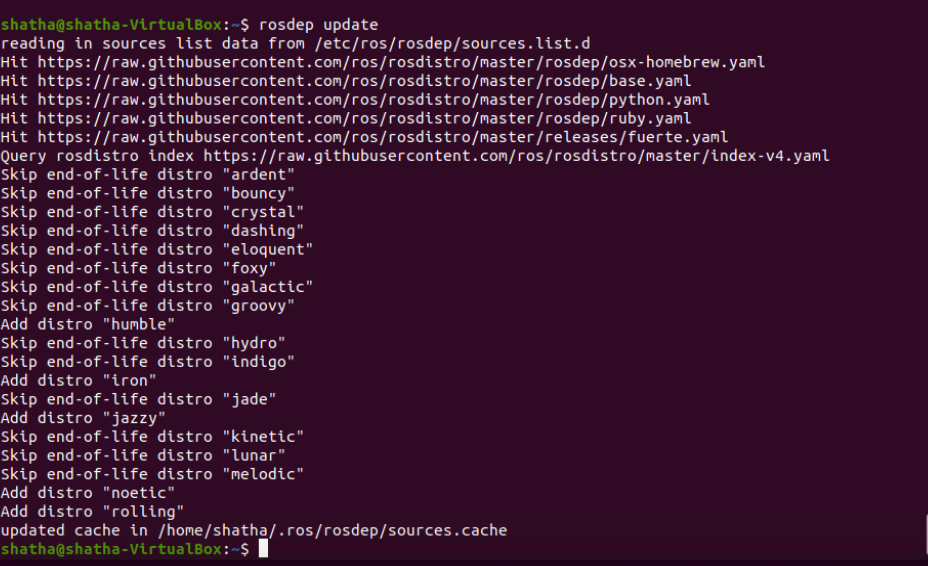 shatha@shatha-VirtualBox:~$ rosdep update
reading in sources list data from /etc/ros/rosdep/sources.list.d
Hit https://raw.githubusercontent.com/ros/rosdistro/master/rosdep/osx-homebrew.yaml
Hit https://raw.githubusercontent.com/ros/rosdistro/master/rosdep/base.yaml
Hit https://raw.githubusercontent.com/ros/rosdistro/master/rosdep/python.yaml
Hit https://raw.githubusercontent.com/ros/rosdistro/master/rosdep/ruby.yaml
Hit https://raw.githubusercontent.com/ros/rosdistro/master/releases/fuerte.yaml
Query rosdistro index https://raw.githubusercontent.com/ros/rosdistro/master/index-v4.yaml
Skip end-of-life distro "ardent"
Skip end-of-life distro "bouncy"
Skip end-of-life distro "crystal"
Skip end-of-life distro "dashing"
Skip end-of-life distro "eloquent"
Skip end-of-life distro "foxy"
Skip end-of-life distro "galactic"
Skip end-of-life distro "groovy"
Add distro "humble"
Skip end-of-life distro "hydro"
Skip end-of-life distro "indigo"
Add distro "iron"
Skip end-of-life distro "jade"
Add distro "jazzy"
Skip end-of-life distro "kinetic"
Skip end-of-life distro "lunar"
Skip end-of-life distro "melodic"
Add distro "noetic"
Add distro "rolling"
updated cache in /home/shatha/.ros/rosdep/sources.cache
shatha@shatha-VirtualBox:~$